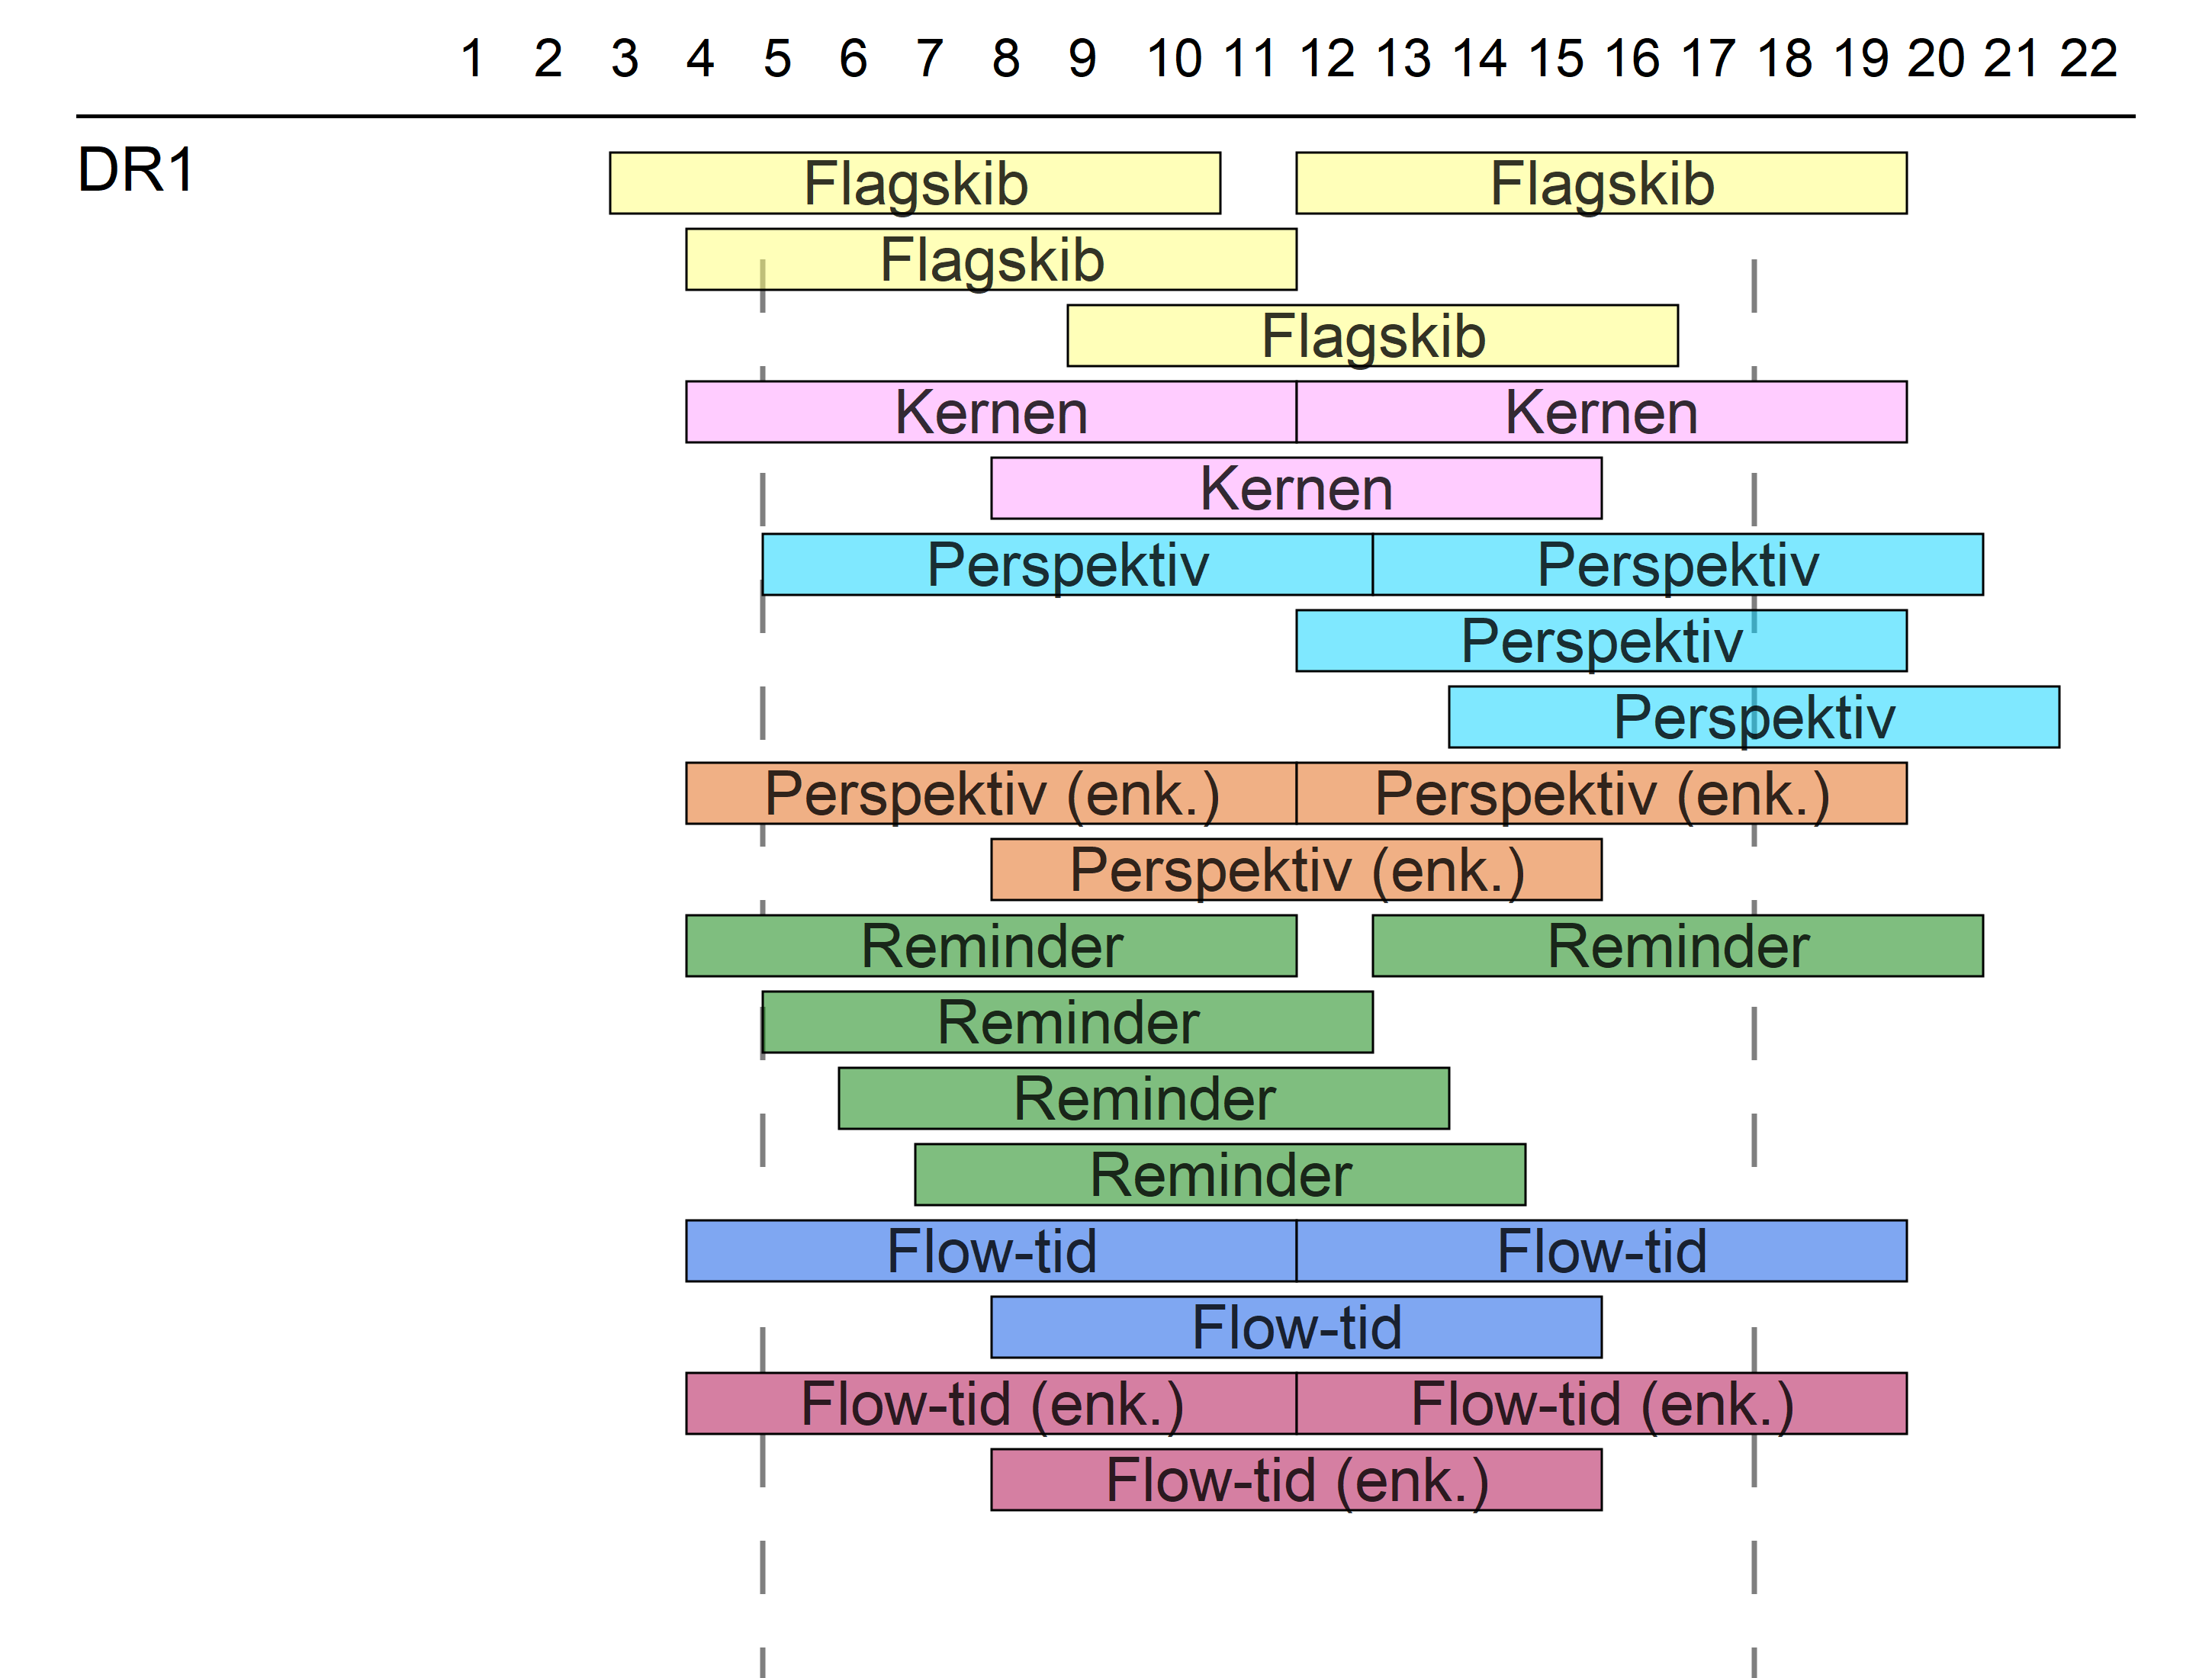 1 2 3 4 5 6 7 8 9 10 11 12 13 14 15 16 17 18 19 20 21 22
DR1
Flagskib Flagskib
Flagskib
Flagskib
Kernen Kernen
Kernen
Perspektiv Perspektiv
Perspektiv
Perspektiv
Perspektiv (enk.) Perspektiv (enk.)
Perspektiv (enk.)
Reminder Reminder
Reminder
Reminder
Reminder
Flow-tid Flow-tid
Flow-tid
Flow-tid (enk.) Flow-tid (enk.)
Flow-tid (enk.)